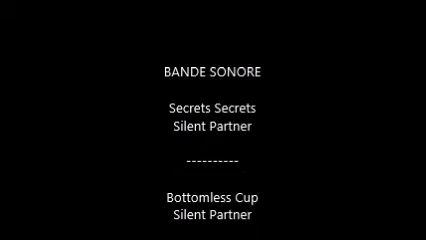 BANDE SONORE
Secrets Secrets
Silent Partner
----------
Bottomless Cup
Silent Partner